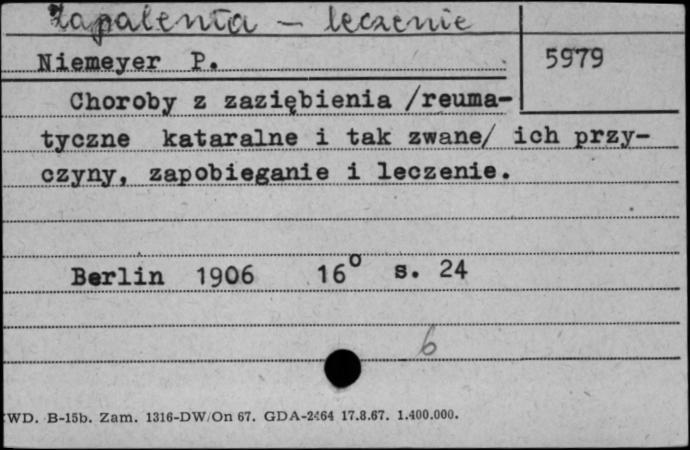 Zapalenia - leczenie
Niemeyer P.
5979
Choroby z zaziębienia /reuma-
tyczne kataralne i tak zwane/ ich przy-
czyny, zapobieganie i leczenie.
Berlin 1906 16° s. 24
6
WD. B-15b. Zam. 1316-DW/On 67. GDA-2464 17.8.67. 1.400.000.